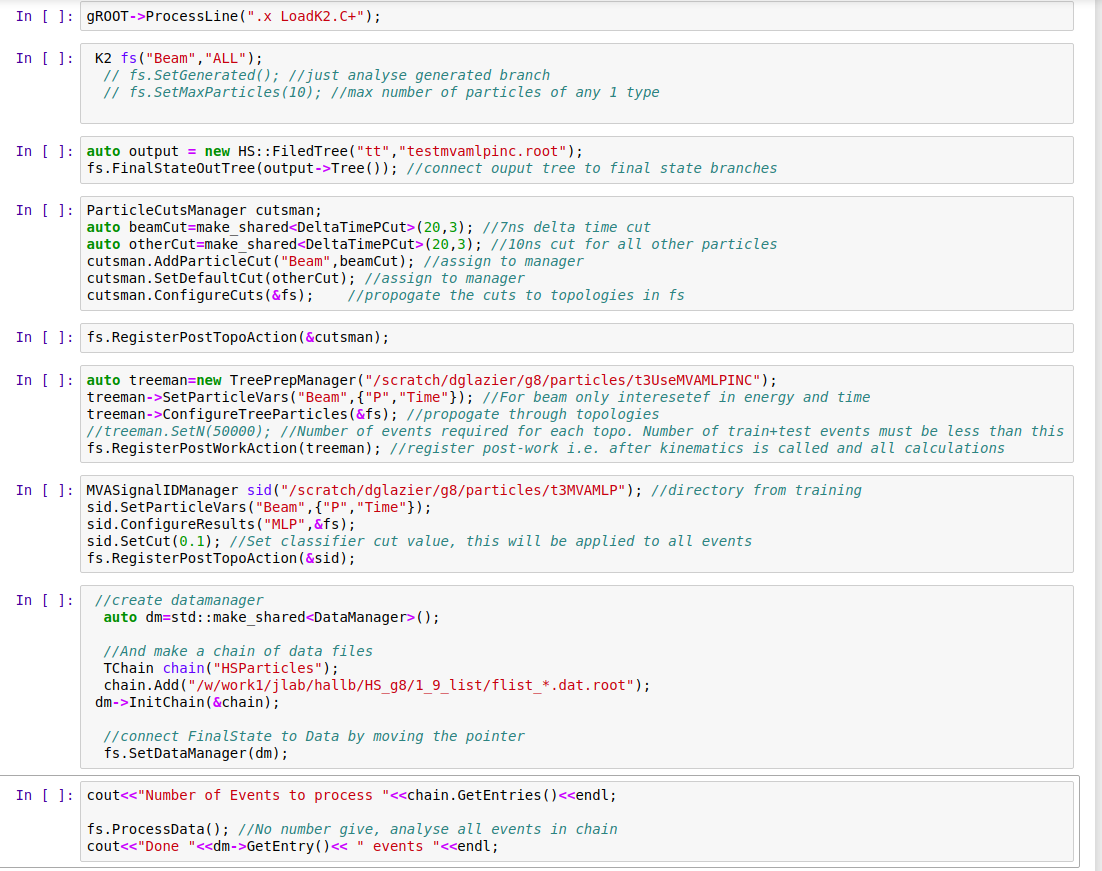 In [ ]: gROOT->ProcessLine(".x LoadK2.C+");
In [ ]: K2 fs("Beam","ALL");
// fs.SetGenerated(); //just analyse generated branch
// fs.SetMaxParticles(10); //max number of particles of any 1 type
In [ ]: auto output = new HS::FiledTree("tt","testmvamlpinc.root");
fs.FinalStateOutTree(output->Tree()); //connect ouput tree to final state branches
In [ ]: ParticleCutsManager cutsman;
auto beamCut=make_shared<DeltaTimePCut>(20,3); //7ns delta time cut
auto otherCut=make_shared<DeltaTimePCut>(20,3); //10ns cut for all other particles
cutsman.AddParticleCut("Beam",beamCut); //assign to manager
cutsman.SetDefaultCut(otherCut); //assign to manager
cutsman.ConfigureCuts(&fs);    //propogate the cuts to topologies in fs
In [ ]: fs.RegisterPostTopoAction(&cutsman);
In [ ]: auto treeman=new TreePrepManager("/scratch/dglazier/g8/particles/t3UseMVAMLPINC");
treeman->SetParticleVars("Beam",{"P","Time"}); //For beam only interesetef in energy and time
treeman->ConfigureTreeParticles(&fs); //propogate through topologies
//treeman.SetN(50000); //Number of events required for each topo. Number of train+test events must be less than this
fs.RegisterPostWorkAction(treeman); //register post-work i.e. after kinematics is called and all calculations
In [ ]: MVASignalIDManager sid("/scratch/dglazier/g8/particles/t3MVAMLP"); //directory from training
sid.SetParticleVars("Beam",{"P","Time"});
sid.ConfigureResults("MLP",&fs);
sid.SetCut(0.1); //Set classifier cut value, this will be applied to all events
fs.RegisterPostTopoAction(&sid);
In [ ]: //create datamanager
auto dm=std::make_shared<DataManager>();
//And make a chain of data files
TChain chain("HSParticles");
chain.Add("/w/work1/jlab/hallb/HS_g8/1_9_list/flist_*.dat.root");
dm->InitChain(&chain);
//connect FinalState to Data by moving the pointer
fs.SetDataManager(dm);
In [ ]: cout<<"Number of Events to process "<<chain.GetEntries()<<endl;
fs.ProcessData(); //No number give, analyse all events in chain
cout<<"Done "<<dm->GetEntry()<< " events "<<endl;